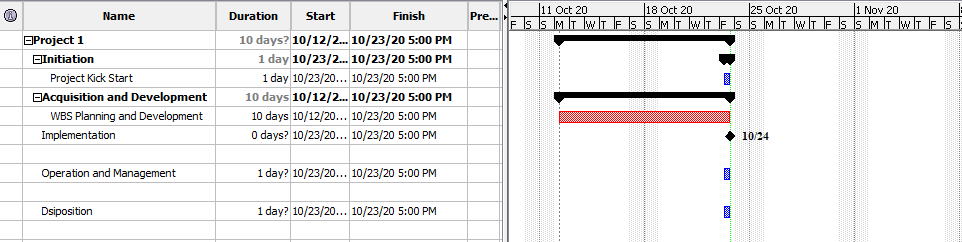 Name Duration Start Finish Pre...
11 Oct 20 18 Oct 20 25 Oct 20 1 Nov 20
F S S M T W T F S S M T W T F S S M T W T F S S M T W T F S
Project 1 10 days? 10/12/2... 10/23/20 5:00 PM
Initiation 1 day 10/23/2... 10/23/20 5:00 PM
Project Kick Start 1 day 10/23/20... 10/23/20 5:00 PM
Acquisition and Development 10 days 10/12/2... 10/23/20 5:00 PM
WBS Planning and Development 10 days 10/12/20... 10/23/20 5:00 PM
Implementation 0 days? 10/23/20... 10/23/20 5:00 PM 10/24
Operation and Management 1 day? 10/23/20... 10/23/20 5:00 PM
Dsiposition 1 day? 10/23/20... 10/23/20 5:00 PM